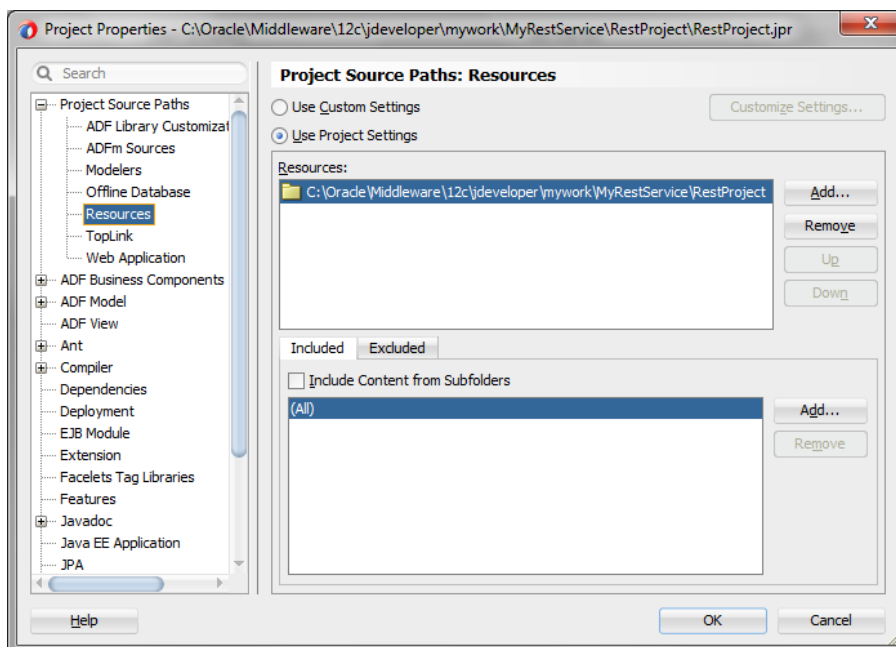 Project Properties - C:\Oracle\Middleware\12c\jdeveloper\mywork\MyRestService\RestProject\RestProject.jpr
Search
Project Source Paths
ADF Library Customizat
ADFm Sources
Modelers
Offline Database
Resources
TopLink
Web Application
ADF Business Components
ADF Model
ADF View
Ant
Compiler
Dependencies
Deployment
EJB Module
Extension
Facelets Tag Libraries
Features
Javadoc
Java EE Application
JPA
Project Source Paths: Resources
Use Custom Settings
Customize Settings...
Use Project Settings
Resources:
C:\Oracle\Middleware\12c\jdeveloper\mywork\MyRestService\RestProject
Add...
Remove
Up
Down
Included Excluded
Include Content from Subfolders
(All)
Add...
Remove
Help
OK
Cancel